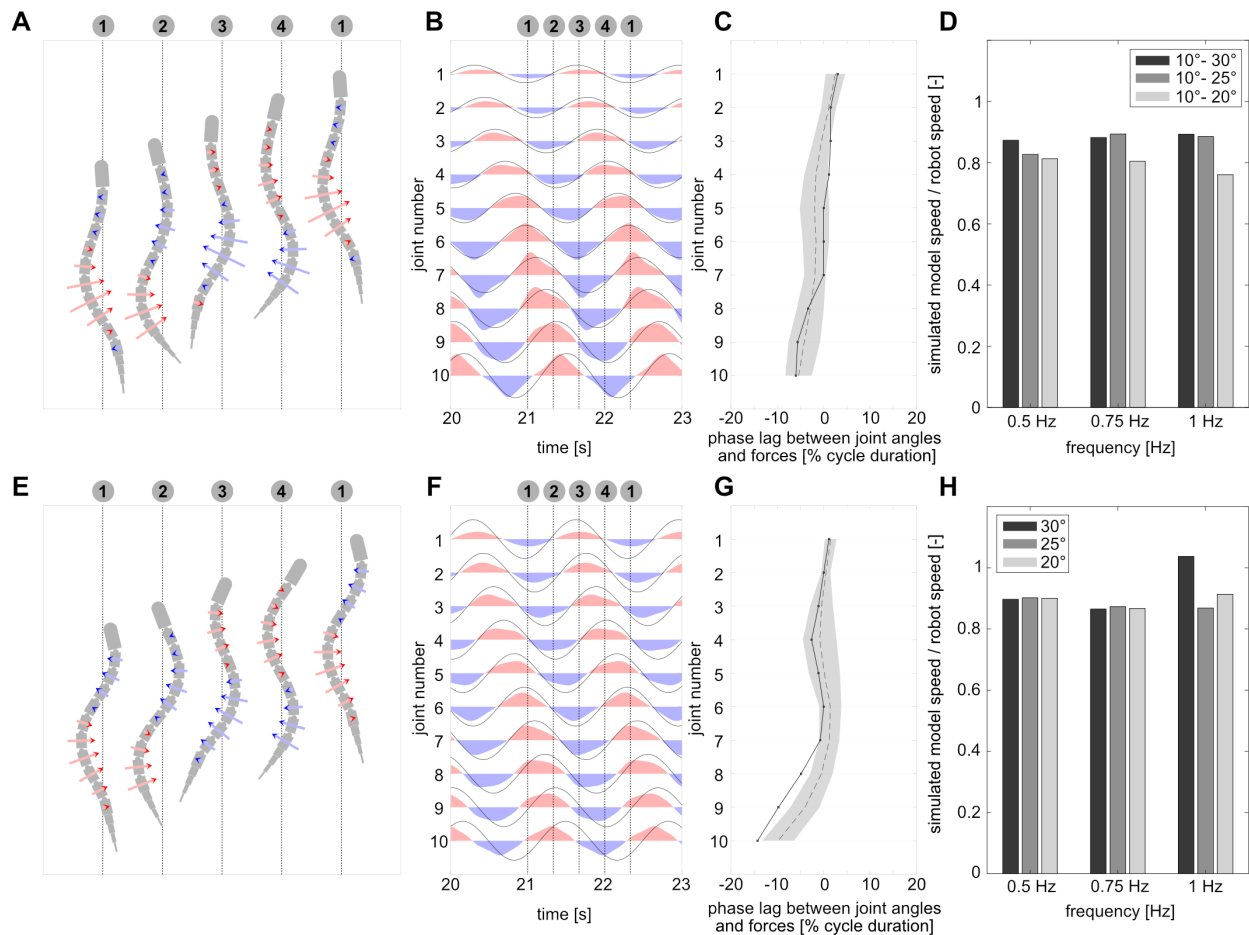 A
1 2 3 4 1
B
1 2 3 4 1
joint number
1
2
3
4
5
6
7
8
9
10
20 21 22 23
time [s]
C
joint number
1
2
3
4
5
6
7
8
9
10
-20 -10 0 10 20
phase lag between joint angles
and forces [% cycle duration]
D
simulated model speed / robot speed [-]
1
0.8
0.6
0.4
0.2
0
10°- 30°
10°- 25°
10°- 20°
0.5 Hz 0.75 Hz 1 Hz
frequency [Hz]
E
1 2 3 4 1
F
1 2 3 4 1
joint number
1
2
3
4
5
6
7
8
9
10
20 21 22 23
time [s]
G
joint number
1
2
3
4
5
6
7
8
9
10
-20 -10 0 10 20
phase lag between joint angles
and forces [% cycle duration]
H
simulated model speed / robot speed [-]
1
0.8
0.6
0.4
0.2
0
30°
25°
20°
0.5 Hz 0.75 Hz 1 Hz
frequency [Hz]